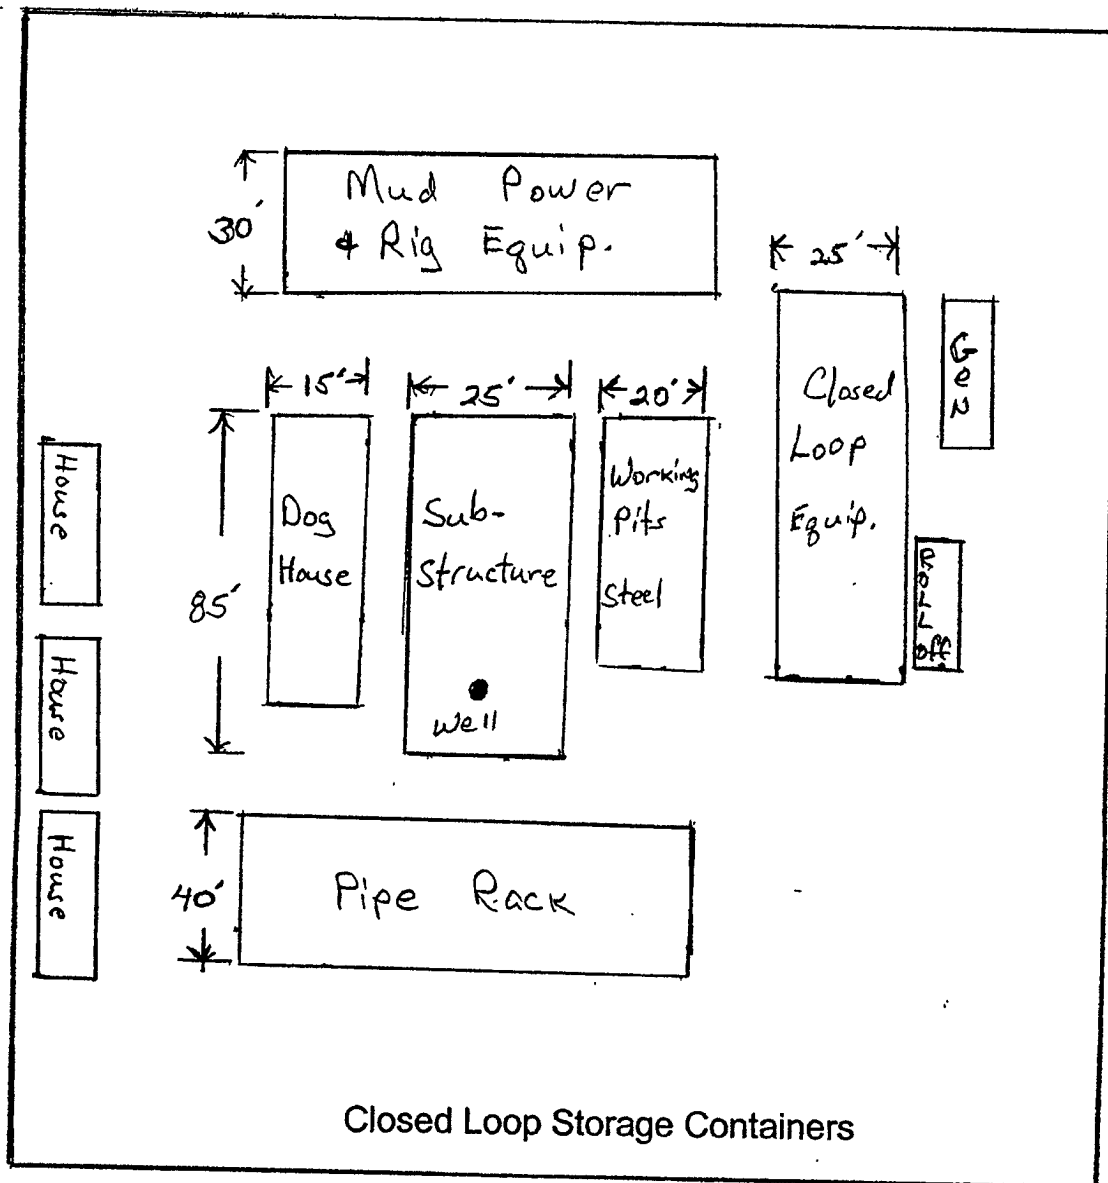 Mud Power
& Rig Equip.
30'
25'
Gen
15'
25'
20'
Closed
Loop
Equip.
House
Dog
House
Sub-
Structure
Working
Pits
Steel
85'
Roll
off
House
Well
House
40'
Pipe Rack
Closed Loop Storage Containers